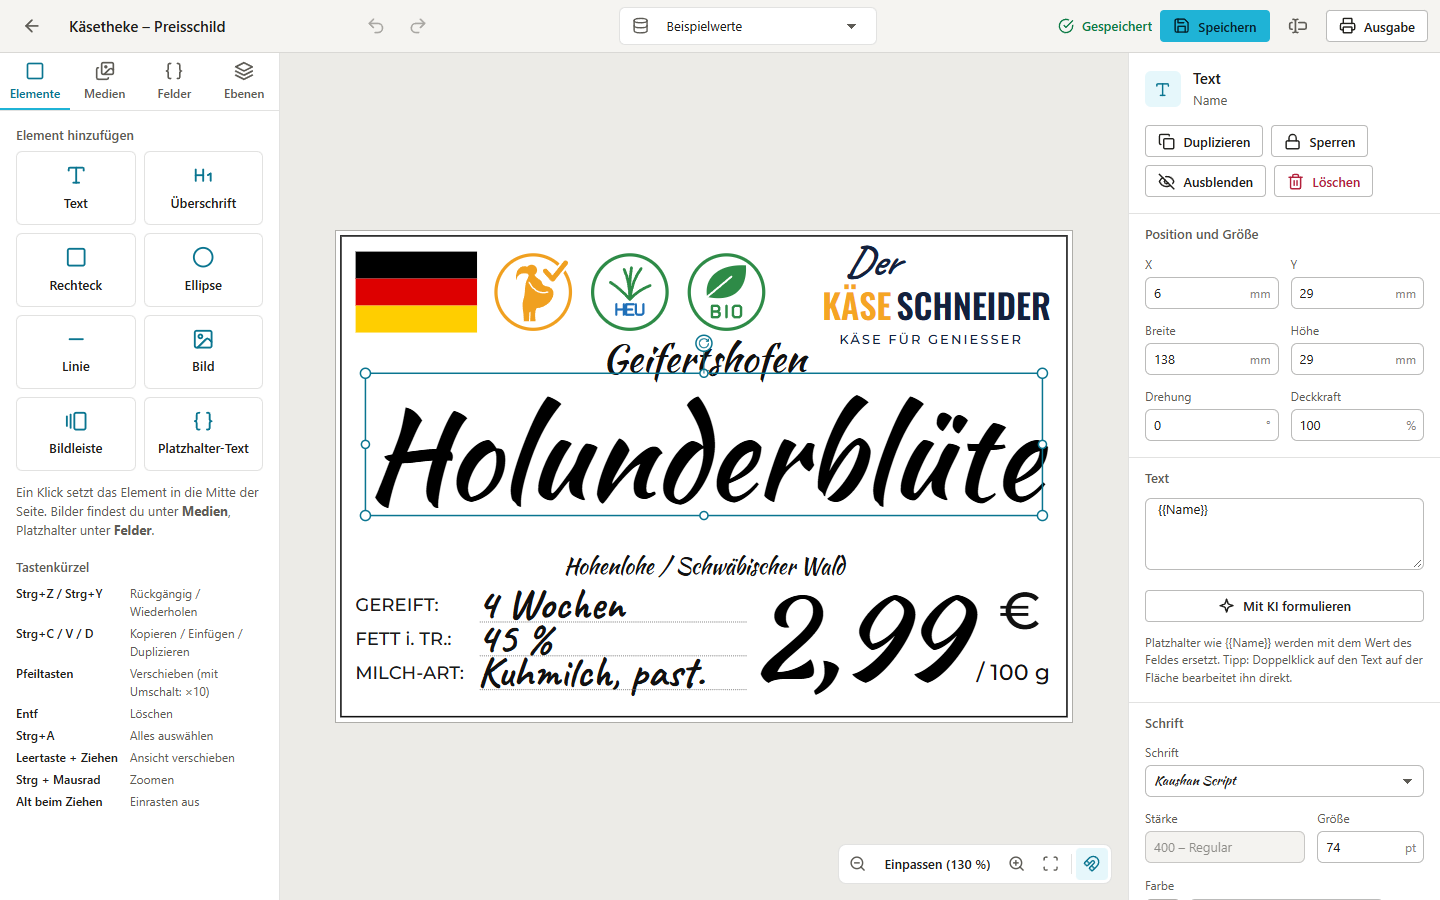 Käsetheke – Preisschild
Beispielwerte
Gespeichert
Speichern
Ausgabe
Elemente
Medien
Felder
Ebenen
Element hinzufügen
Text
Überschrift
Rechteck
Ellipse
Linie
Bild
Bildleiste
Platzhalter-Text
Ein Klick setzt das Element in die Mitte der
Seite. Bilder findest du unter Medien,
Platzhalter unter Felder.
Tastenkürzel
Strg+Z / Strg+Y Rückgängig /
Wiederholen
Strg+C / V / D Kopieren / Einfügen /
Duplizieren
Pfeiltasten Verschieben (mit
Umschalt: ×10)
Entf Löschen
Strg+A Alles auswählen
Leertaste + Ziehen Ansicht verschieben
Strg + Mausrad Zoomen
Alt beim Ziehen Einrasten aus
HEU
BIO
Der
KÄSE SCHNEIDER
KÄSE FÜR GENIESSER
Geifertshofen
Holunderblüte
Hohenlohe / Schwäbischer Wald
GEREIFT: 4 Wochen
FETT i. TR.: 45 %
MILCH-ART: Kuhmilch, past.
2,99 €
/ 100 g
Einpassen (130 %)
Text
Name
Duplizieren
Sperren
Ausblenden
Löschen
Position und Größe
X Y
6 mm 29 mm
Breite Höhe
138 mm 29 mm
Drehung Deckkraft
0 ° 100 %
Text
{{Name}}
Mit KI formulieren
Platzhalter wie {{Name}} werden mit dem Wert des
Feldes ersetzt. Tipp: Doppelklick auf den Text auf der
Fläche bearbeitet ihn direkt.
Schrift
Schrift
Kaushan Script
Stärke Größe
400 – Regular 74 pt
Farbe